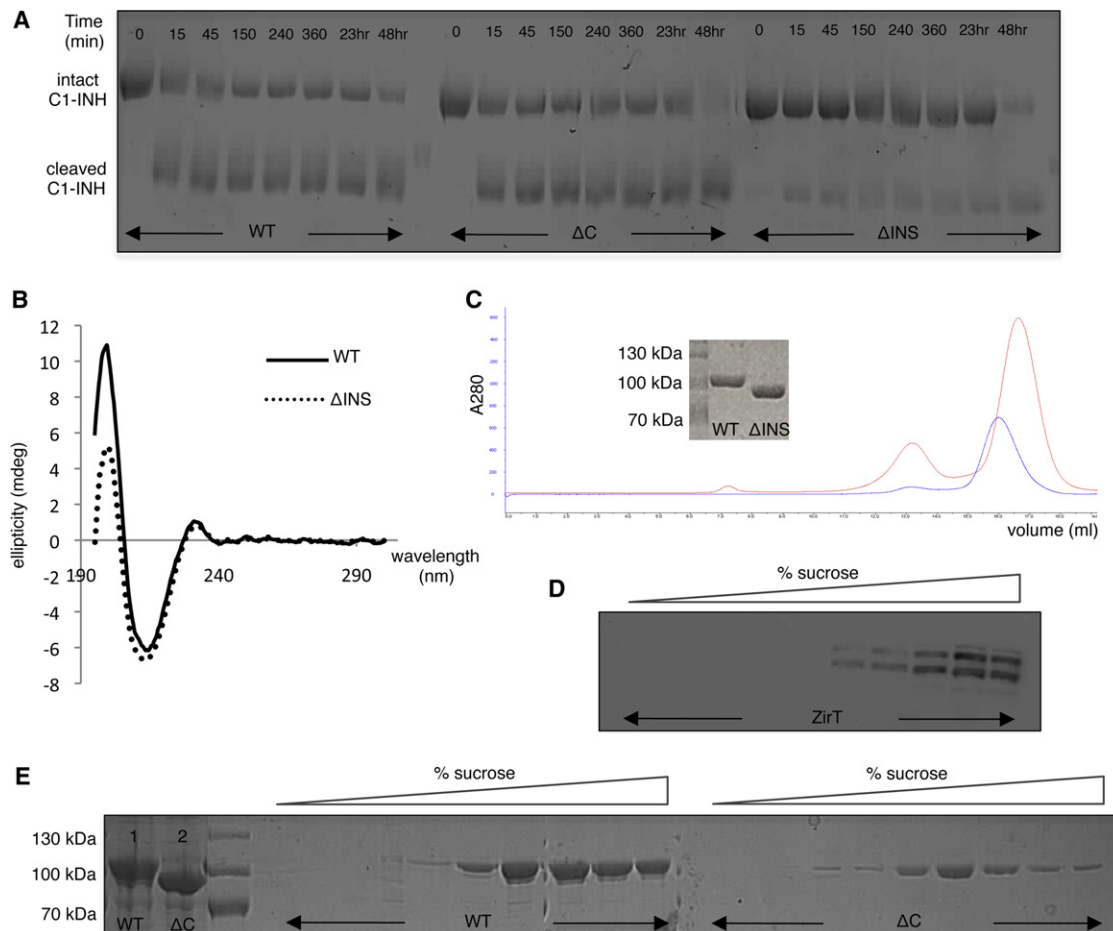 A
Time
(min)
0 15 45 150 240 360 23hr 48hr 0 15 45 150 240 360 23hr 48hr 0 15 45 150 240 360 23hr 48hr
intact
C1-INH
cleaved
C1-INH
WT ΔC ΔINS
B
12
10
8
6
4
2
0
-2
-4
-6
-8
ellipticity (mdeg)
190 240 290
wavelength
(nm)
WT
ΔINS
C
A280
130 kDa
100 kDa
70 kDa
WT ΔINS
volume (ml)
D
% sucrose
ZirT
E
% sucrose % sucrose
130 kDa
100 kDa
70 kDa
1 2
WT ΔC WT ΔC